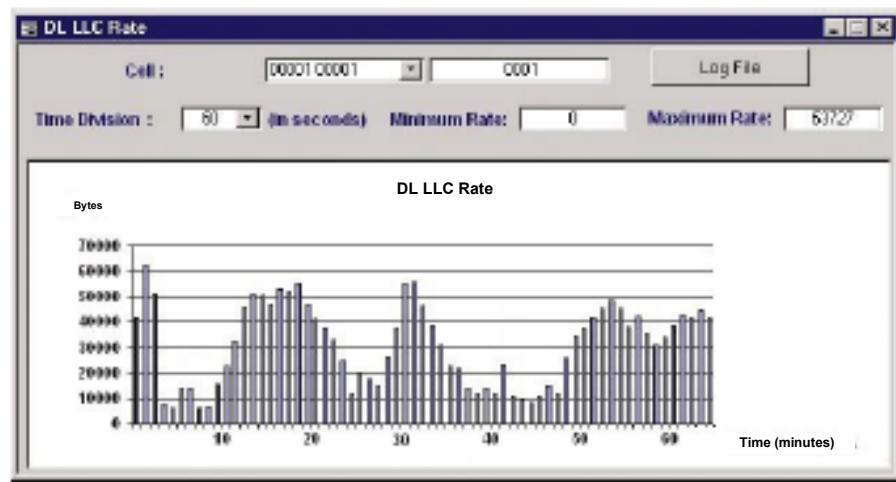 DL LLC Rate
Cell : 00001 00001 0001 Log File
Time Division : 60 (in seconds) Minimum Rate: 0 Maximum Rate: 63727
DL LLC Rate
Bytes
70000
60000
50000
40000
30000
20000
10000
0
10 20 30 40 50 60
Time (minutes)